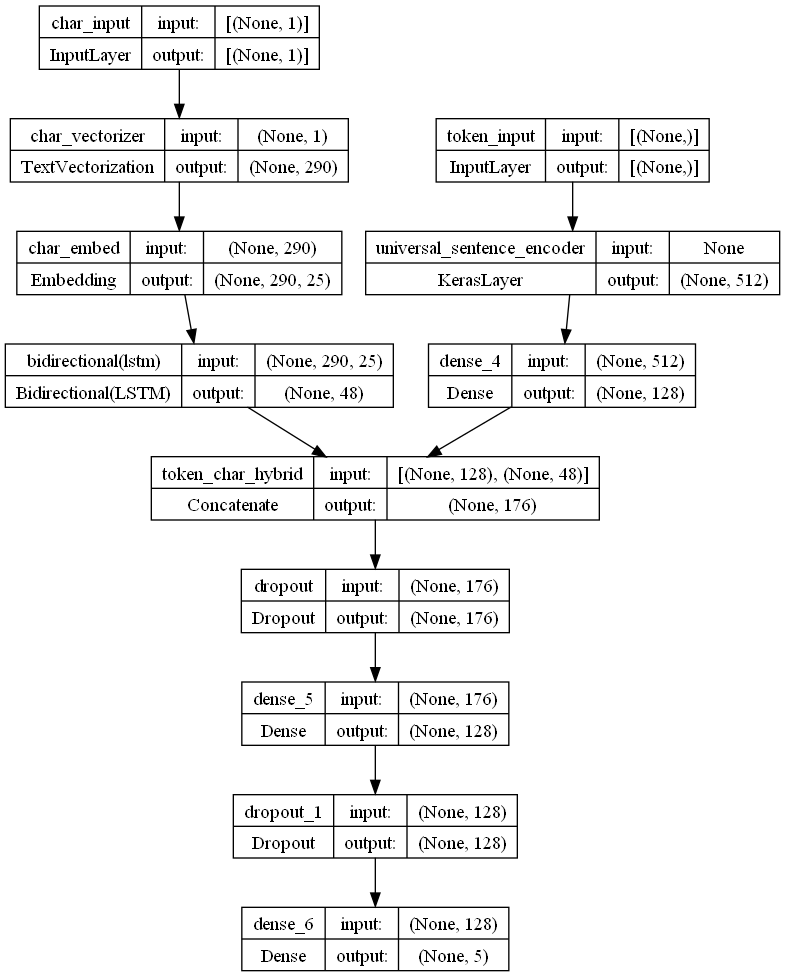 char_input input: [(None, 1)]
InputLayer output: [(None, 1)]
char_vectorizer input: (None, 1)
TextVectorization output: (None, 290)
token_input input: [(None,)]
InputLayer output: [(None,)]
char_embed input: (None, 290)
Embedding output: (None, 290, 25)
universal_sentence_encoder input: None
KerasLayer output: (None, 512)
bidirectional(lstm) input: (None, 290, 25)
Bidirectional(LSTM) output: (None, 48)
dense_4 input: (None, 512)
Dense output: (None, 128)
token_char_hybrid input: [(None, 128), (None, 48)]
Concatenate output: (None, 176)
dropout input: (None, 176)
Dropout output: (None, 176)
dense_5 input: (None, 176)
Dense output: (None, 128)
dropout_1 input: (None, 128)
Dropout output: (None, 128)
dense_6 input: (None, 128)
Dense output: (None, 5)